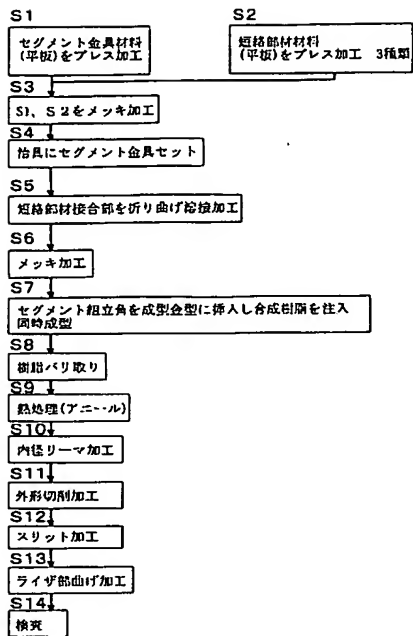 S1
セグメント金具材料
(平板)をプレス加工
S2
短絡部材材料
(平板)をプレス加工 3種類
S3
S1、S2をメッキ加工
S4
治具にセグメント金具セット
S5
短絡部材接合部を折り曲げ溶接加工
S6
メッキ加工
S7
セグメント組立角を成型金型に挿入し合成樹脂を注入
同時成型
S8
樹脂バリ取り
S9
熱処理(アニール)
S10
内径リーマ加工
S11
外形切削加工
S12
スリット加工
S13
ライザ部曲げ加工
S14
検査